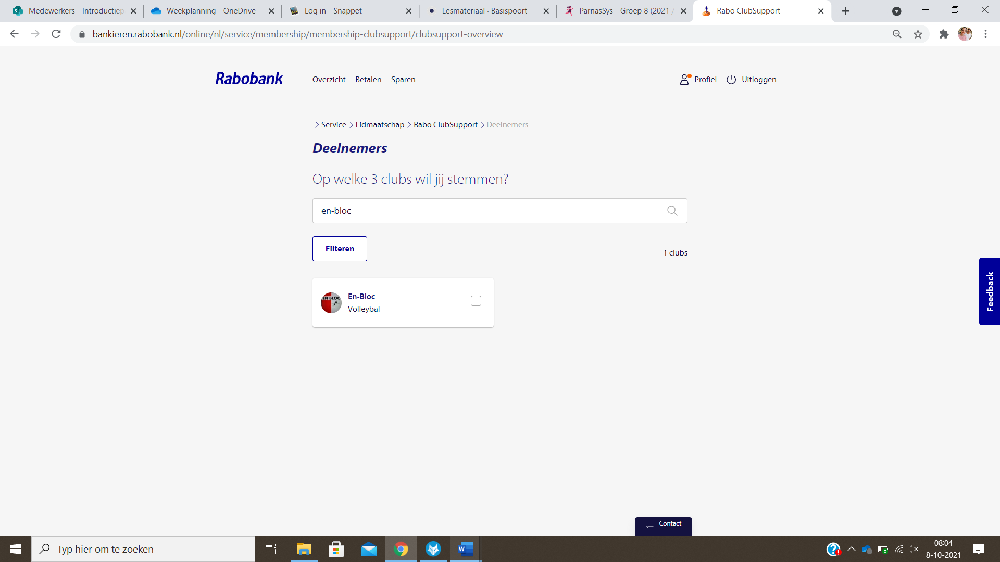 Medewerkers - Introductiep
Weekplanning - OneDrive
Log in - Snappet
Lesmateriaal · Basispoort
ParnasSys - Groep 8 (2021 /
Rabo ClubSupport
bankieren.rabobank.nl/online/nl/service/membership/membership-clubsupport/clubsupport-overview
Rabobank
Overzicht Betalen Sparen
Profiel Uitloggen
Service Lidmaatschap Rabo ClubSupport Deelnemers
Deelnemers
Op welke 3 clubs wil jij stemmen?
en-bloc
Filteren
1 clubs
EN BLOC
En-Bloc
Volleybal
Feedback
Contact
Typ hier om te zoeken
08:04
8-10-2021